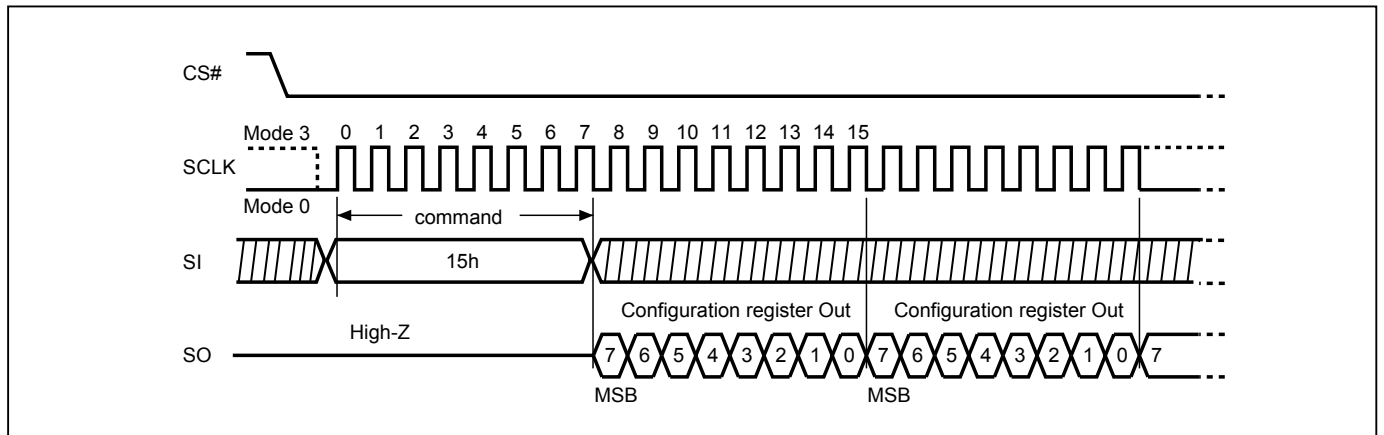 CS#
Mode 3 0 1 2 3 4 5 6 7 8 9 10 11 12 13 14 15
SCLK
Mode 0
command
SI 15h
Configuration register Out Configuration register Out
High-Z
SO 7 6 5 4 3 2 1 0 7 6 5 4 3 2 1 0 7
MSB MSB